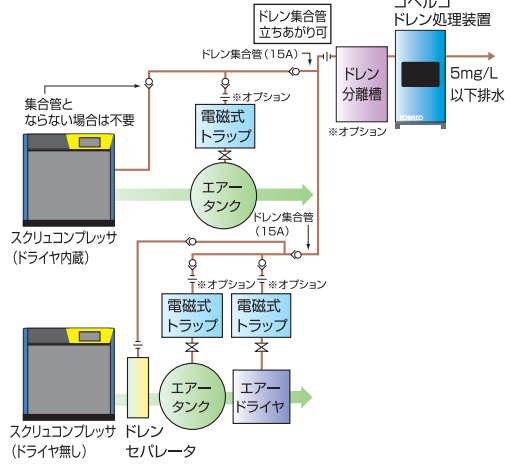 コベルコ
ドレン処理装置
ドレン集合管
立ちあがり可
ドレン集合管(15A)
ドレン
分離槽
※オプション
KOBELCO
5mg/L
以下排水
集合管と
ならない場合は不要
※オプション
電磁式
トラップ
エアー
タンク
スクリュコンプレッサ
(ドライヤ内蔵)
ドレン集合管
(15A)
※オプション
※オプション
電磁式
トラップ
電磁式
トラップ
エアー
タンク
エアー
ドライヤ
スクリュコンプレッサ
(ドライヤ無し)
ドレン
セパレータ